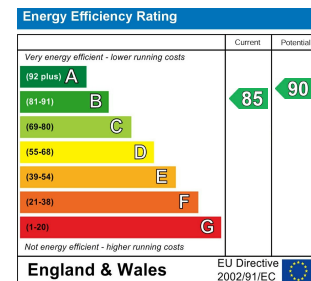 Energy Efficiency Rating
Current Potential
Very energy efficient - lower running costs
(92 plus) A
(81-91) B
(69-80) C
(55-68) D
(39-54) E
(21-38) F
(1-20) G
85
90
Not energy efficient - higher running costs
England & Wales
EU Directive
2002/91/EC